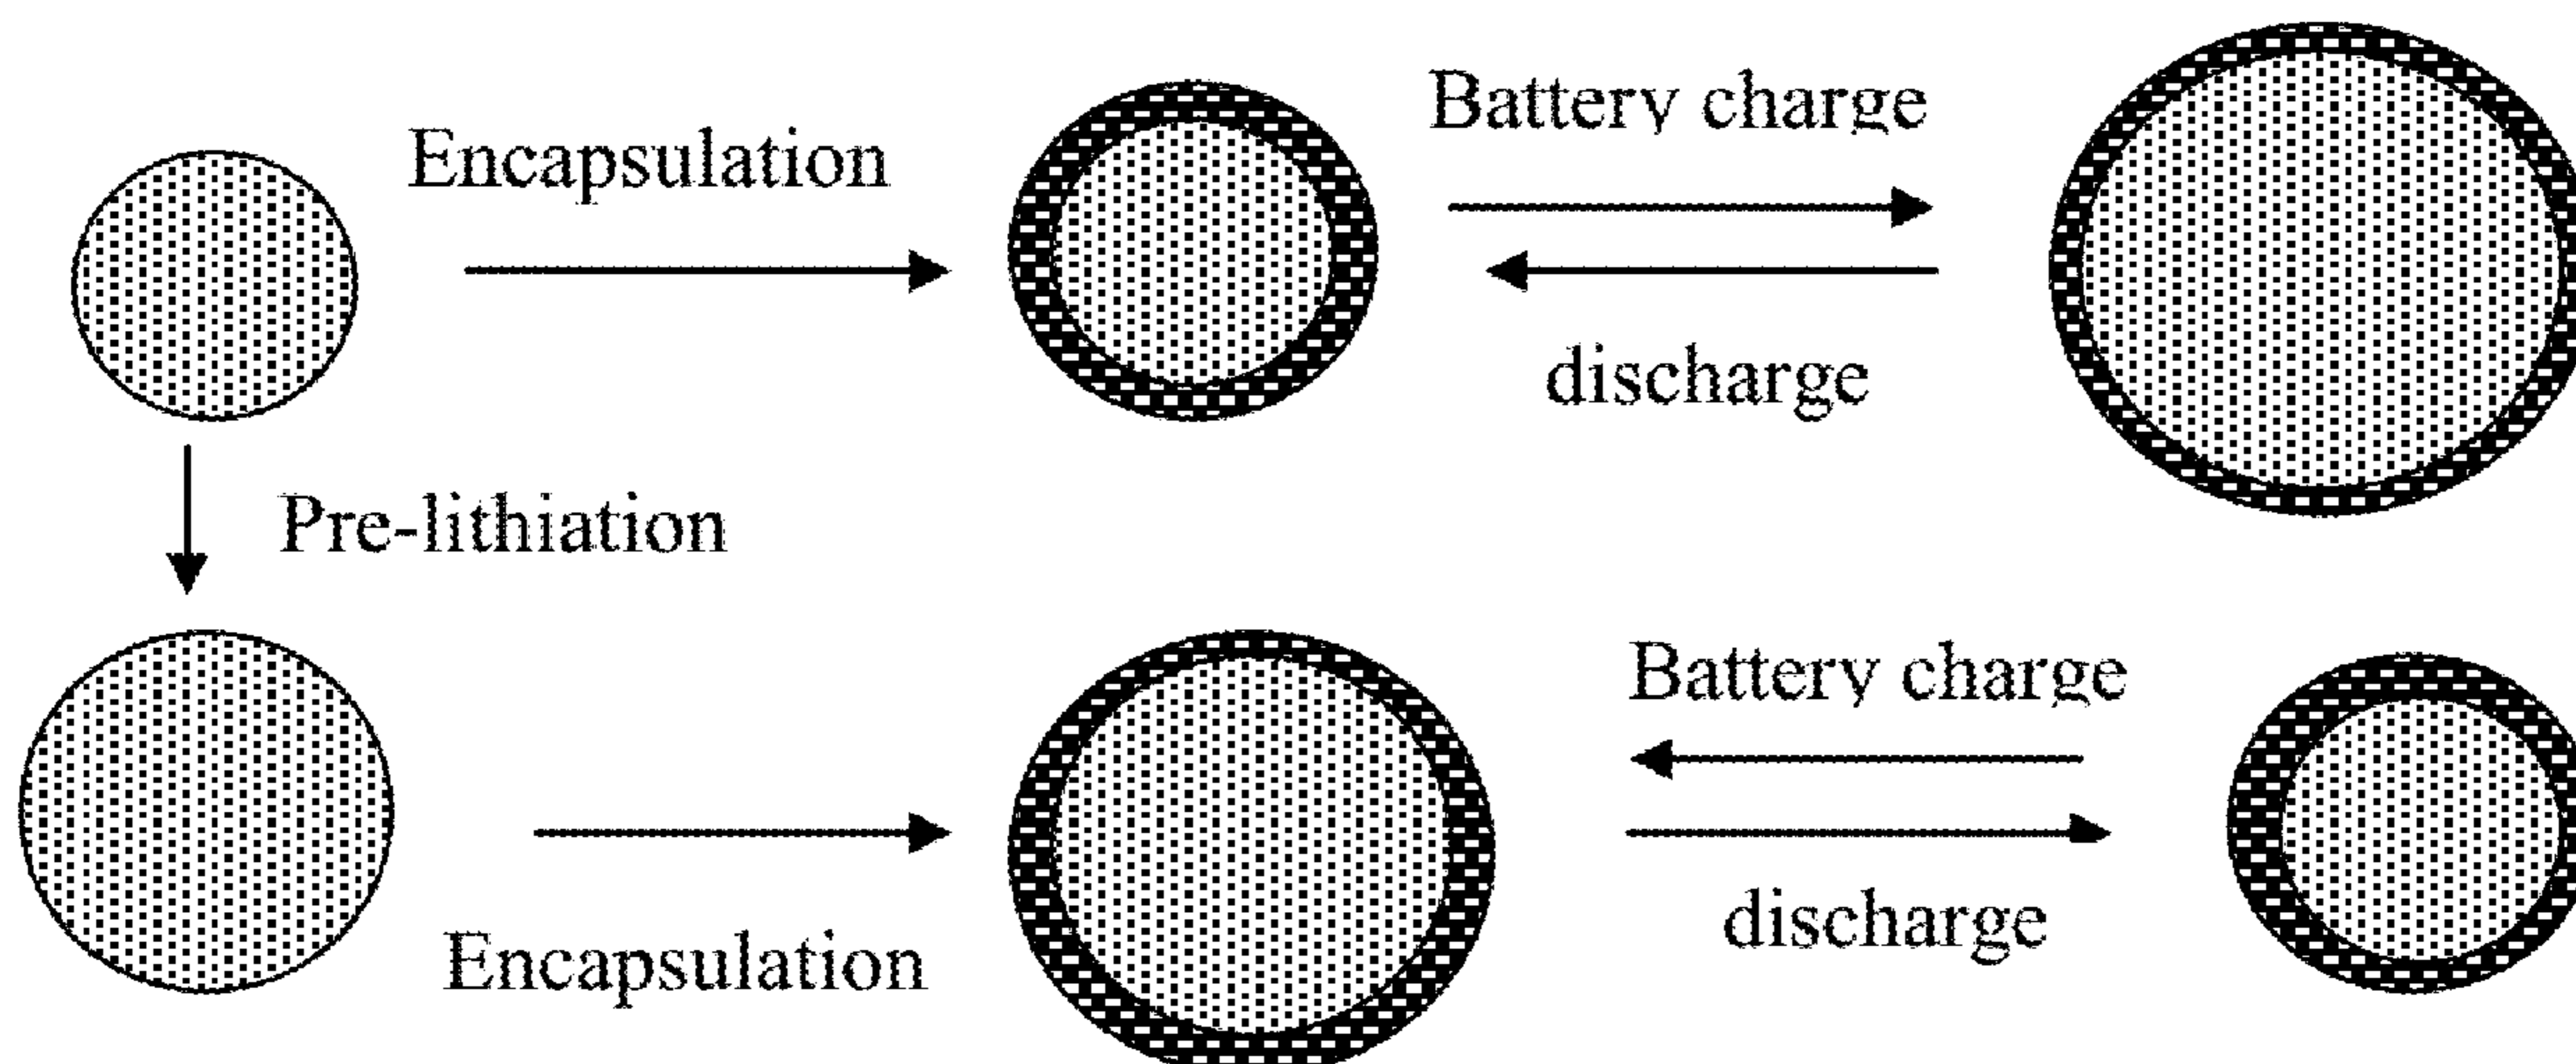 Encapsulation
Battery charge
discharge
Pre-lithiation
Encapsulation
Battery charge
discharge